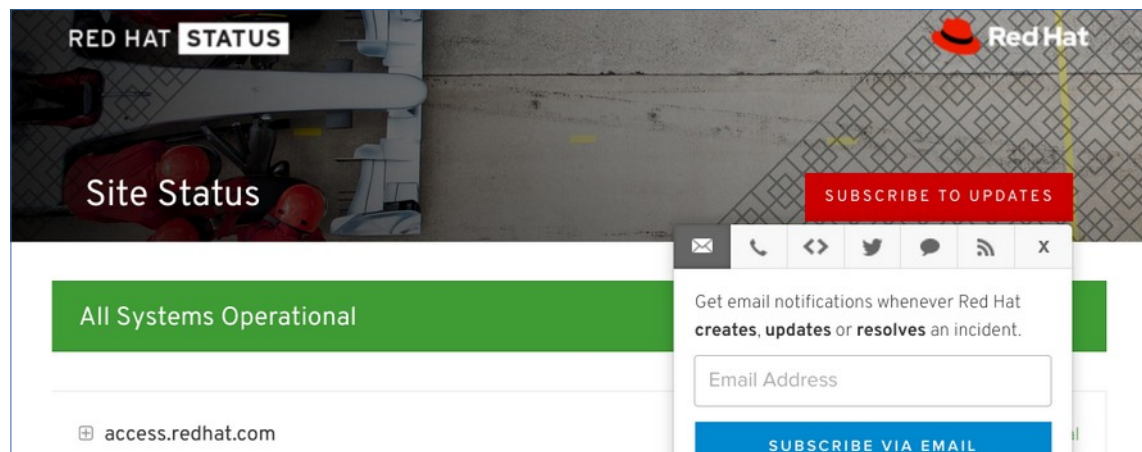 RED HAT STATUS
Red Hat
Site Status
SUBSCRIBE TO UPDATES
X
All Systems Operational
Get email notifications whenever Red Hat
creates, updates or resolves an incident.
Email Address
access.redhat.com
SUBSCRIBE VIA EMAIL